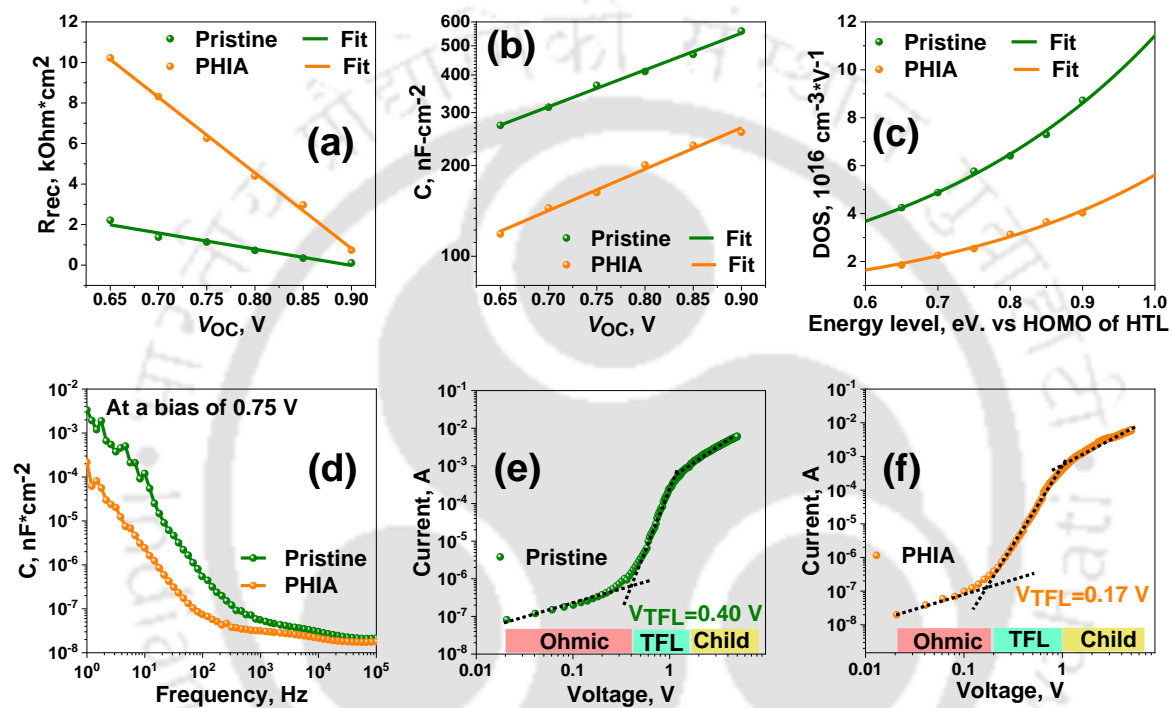 (a)
Pristine Fit
PHIA Fit
R_rec, kOhm*cm2
12
10
8
6
4
2
0
0.65 0.70 0.75 0.80 0.85 0.90
V_OC, V
(b)
C, nF-cm^-2
600
500
400
300
200
100
Pristine Fit
PHIA Fit
0.65 0.70 0.75 0.80 0.85 0.90
V_OC, V
Pristine Fit
PHIA Fit
(c)
DOS, 10^16 cm^-3*V^-1
12
10
8
6
4
2
0.6 0.7 0.8 0.9 1.0
Energy level, eV. vs HOMO of HTL
At a bias of 0.75 V
(d)
C, nF*cm^-2
10^-2
10^-3
10^-4
10^-5
10^-6
10^-7
10^-8
Pristine
PHIA
10^0 10^1 10^2 10^3 10^4 10^5
Frequency, Hz
(e)
Current, A
10^-1
10^-2
10^-3
10^-4
10^-5
10^-6
10^-7
10^-8
Pristine
V_TFL=0.40 V
Ohmic TFL Child
0.01 0.1 1
Voltage, V
(f)
Current, A
10^-1
10^-2
10^-3
10^-4
10^-5
10^-6
10^-7
10^-8
PHIA
V_TFL=0.17 V
Ohmic TFL Child
0.01 0.1 1
Voltage, V